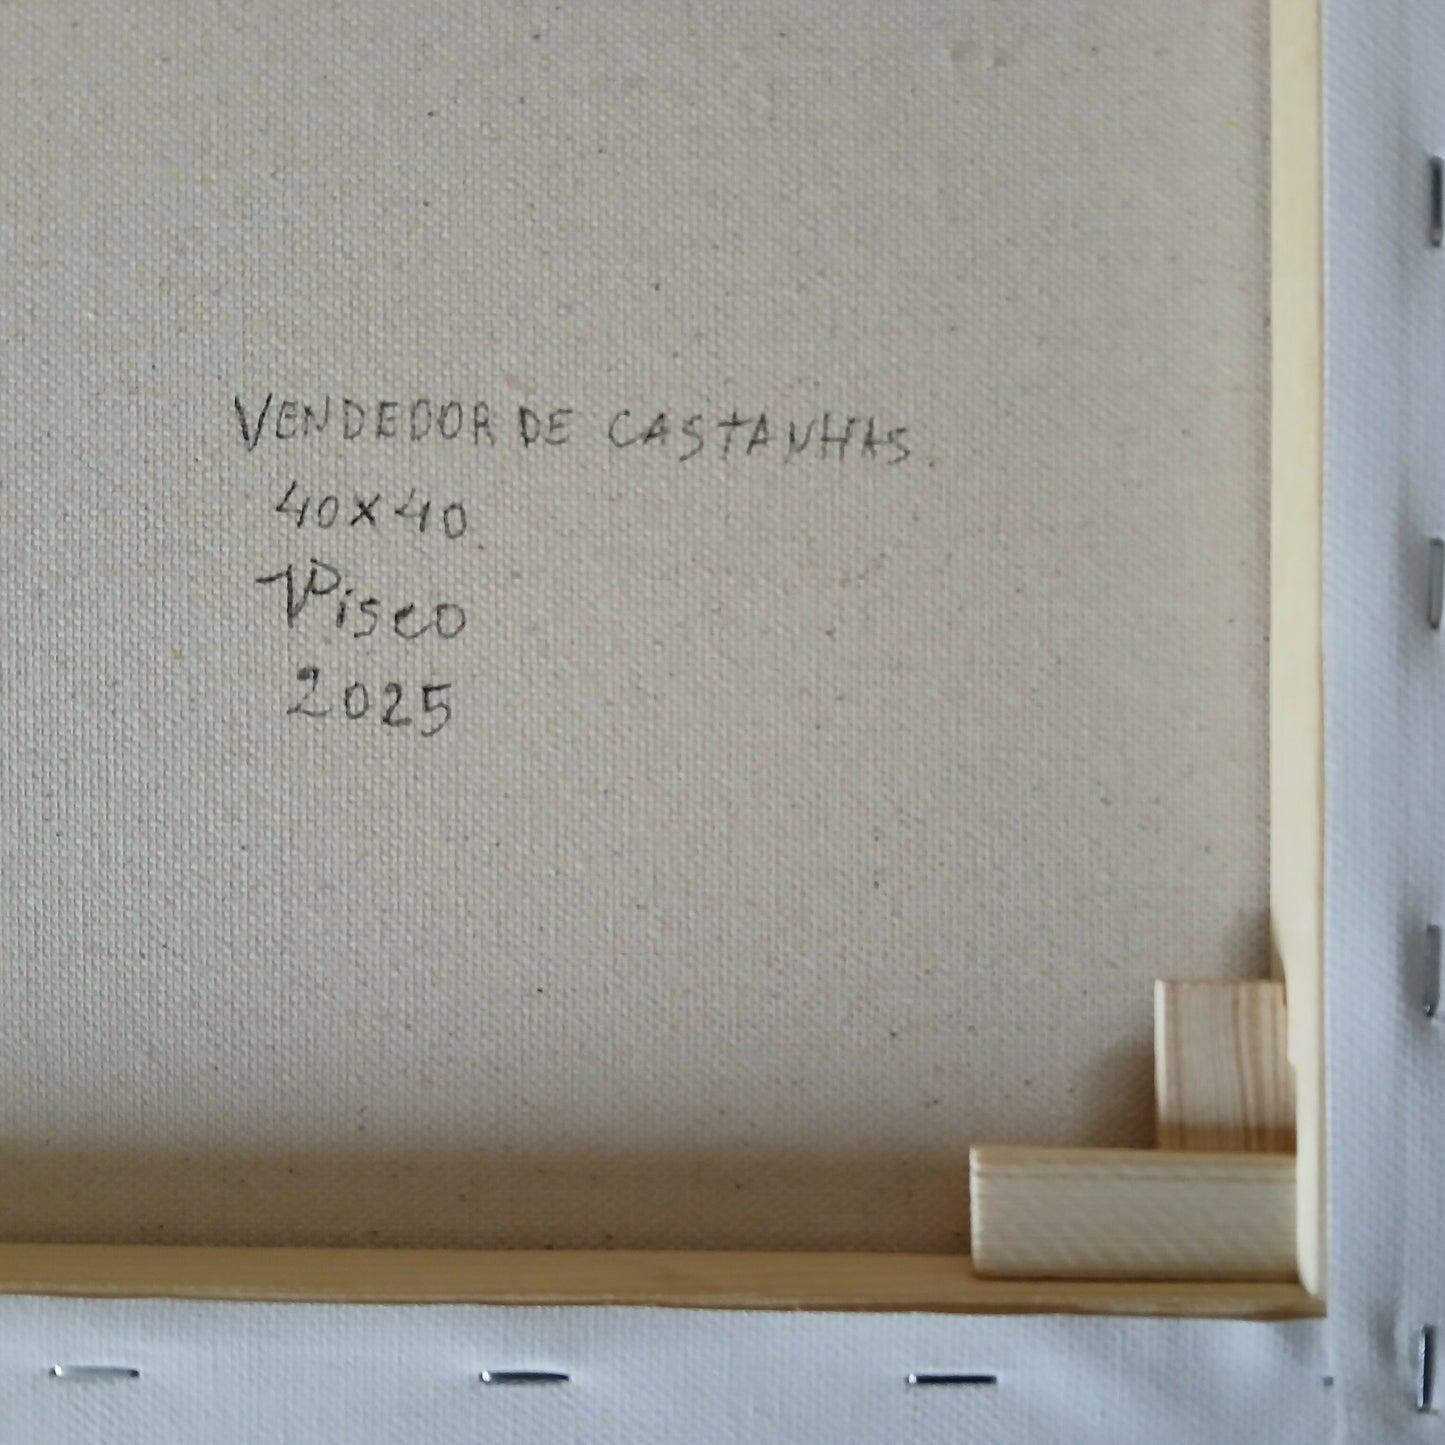 VENDEDOR DE CASTANHAS
40x40
Pisco
2025